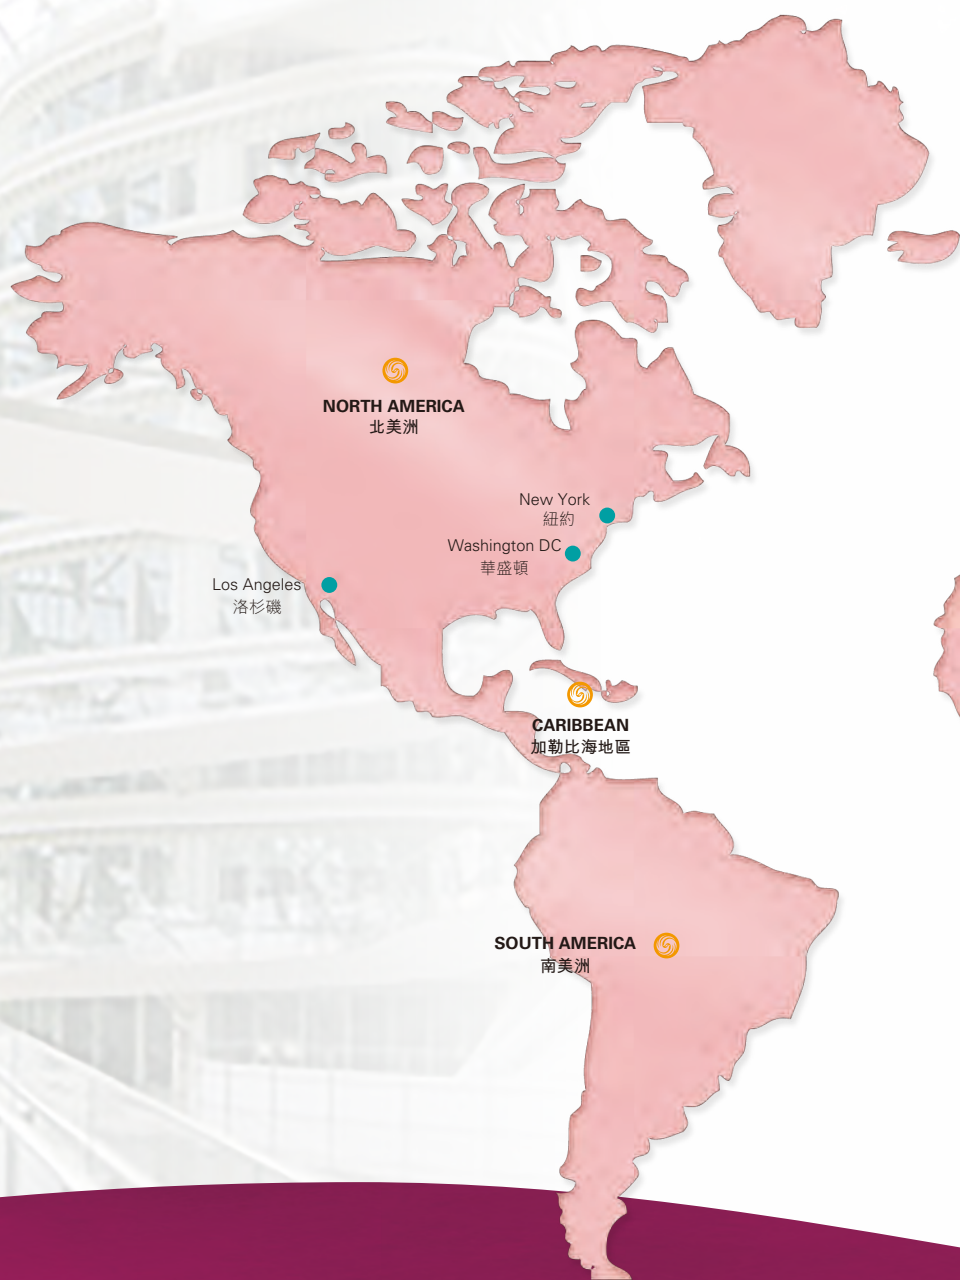 NORTH AMERICA
北美洲
New York
紐約
Washington DC
華盛頓
Los Angeles
洛杉磯
CARIBBEAN
加勒比海地區
SOUTH AMERICA
南美洲